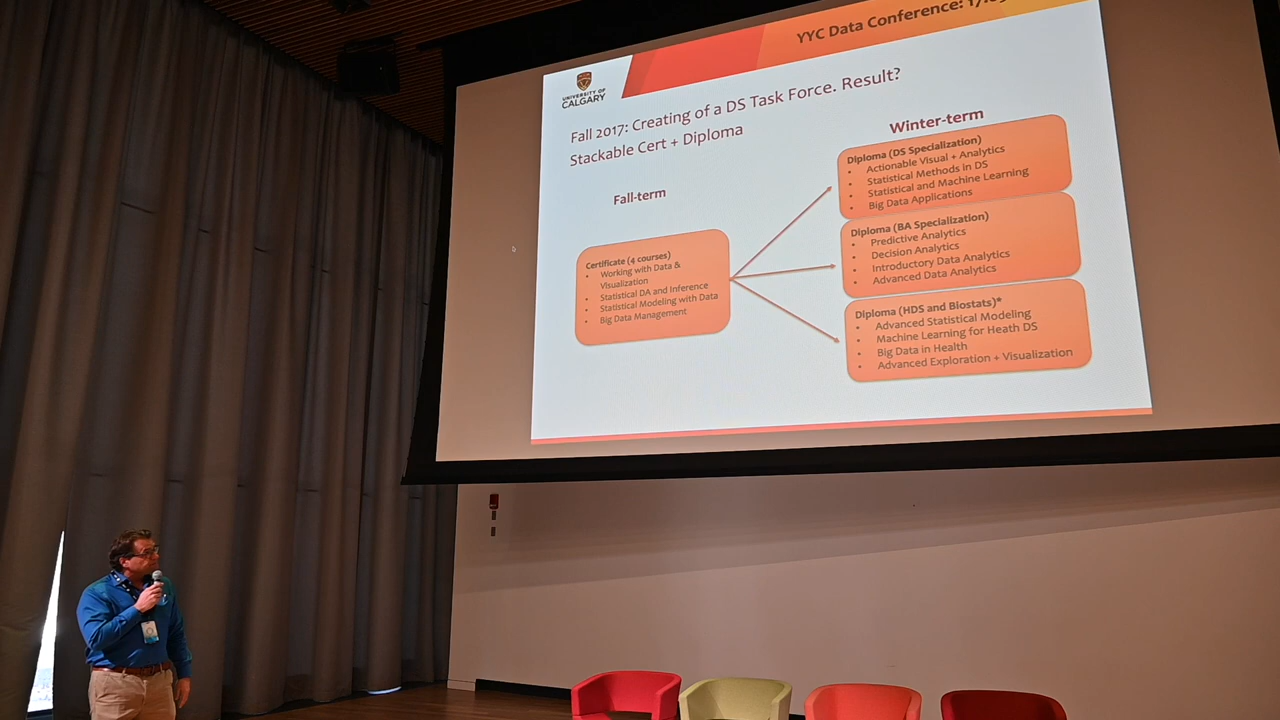 YYC Data Conference:
UNIVERSITY OF
CALGARY
Fall 2017: Creating of a DS Task Force. Result?
Stackable Cert + Diploma
Fall-term
Certificate (4 courses)
• Working with Data &
Visualization
• Statistical DA and Inference
• Statistical Modeling with Data
• Big Data Management
Winter-term
Diploma (DS Specialization)
• Actionable Visual + Analytics
• Statistical Methods in DS
• Statistical and Machine Learning
• Big Data Applications
Diploma (BA Specialization)
• Predictive Analytics
• Decision Analytics
• Introductory Data Analytics
• Advanced Data Analytics
Diploma (HDS and Biostats)*
• Advanced Statistical Modeling
• Machine Learning for Heath DS
• Big Data in Health
• Advanced Exploration + Visualization